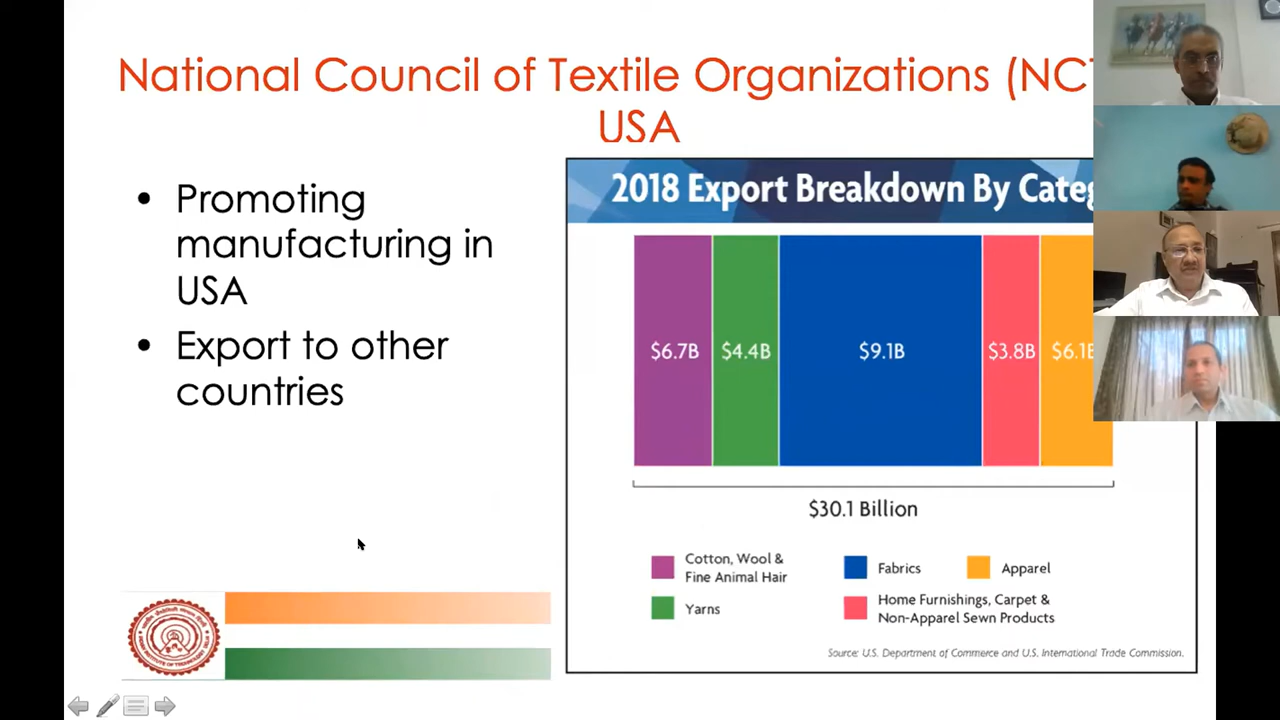 National Council of Textile Organizations (NCT
USA
• Promoting
manufacturing in
USA
• Export to other
countries
2018 Export Breakdown By Categ
$6.7B $4.4B $9.1B $3.8B $6.1B
$30.1 Billion
Cotton, Wool &
Fine Animal Hair
Yarns
Fabrics
Apparel
Home Furnishings, Carpet &
Non-Apparel Sewn Products
Source: U.S. Department of Commerce and U.S. International Trade Commission.